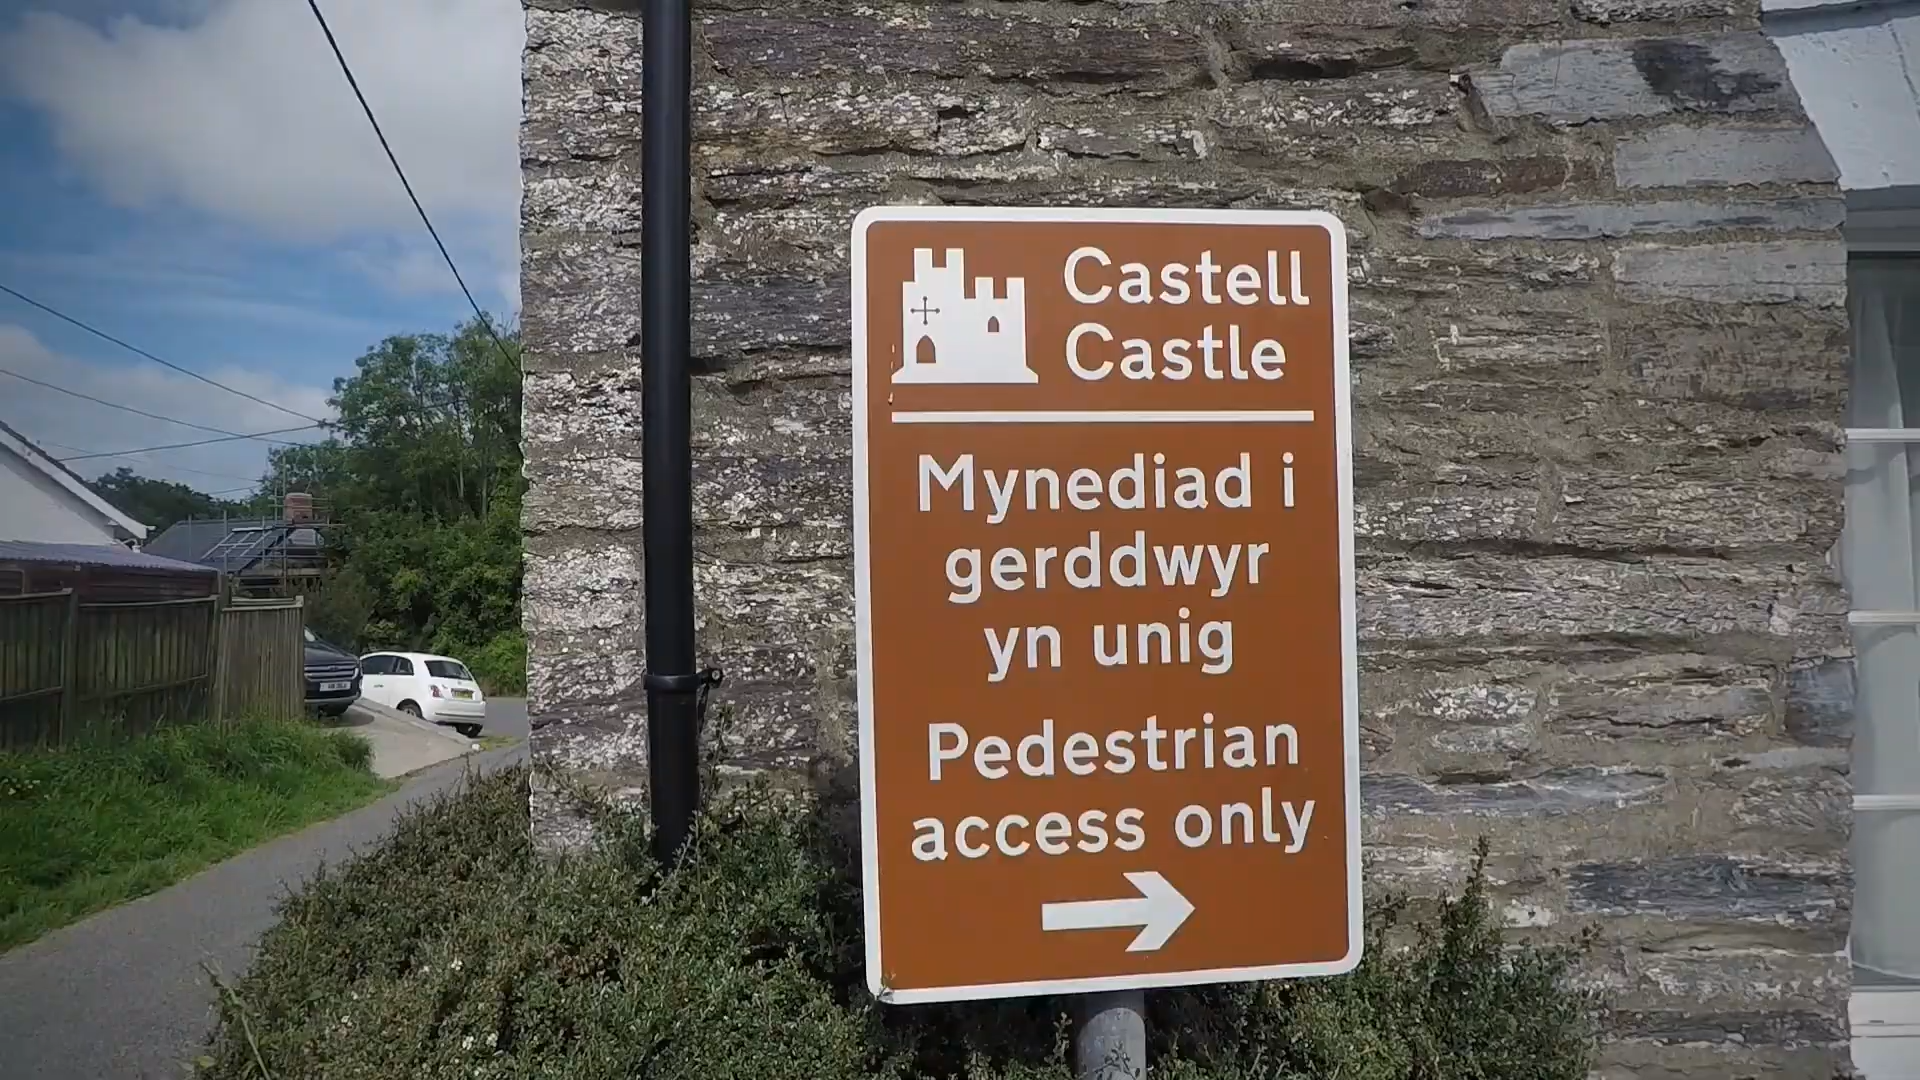 Castell
Castle
Mynediad i
gerddwyr
yn unig
Pedestrian
access only